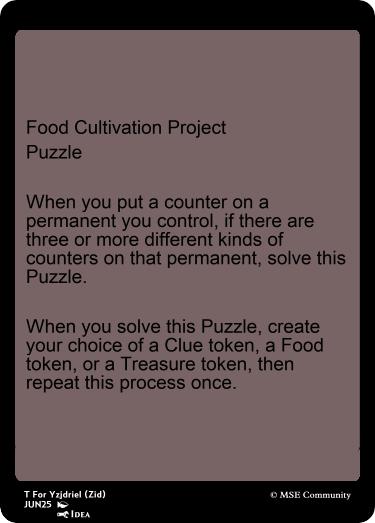 Food Cultivation Project
Puzzle
When you put a counter on a
permanent you control, if there are
three or more different kinds of
counters on that permanent, solve this
Puzzle.
When you solve this Puzzle, create
your choice of a Clue token, a Food
token, or a Treasure token, then
repeat this process once.
T For Yzjdriel (Zid)
JUN25
Idea
© MSE Community